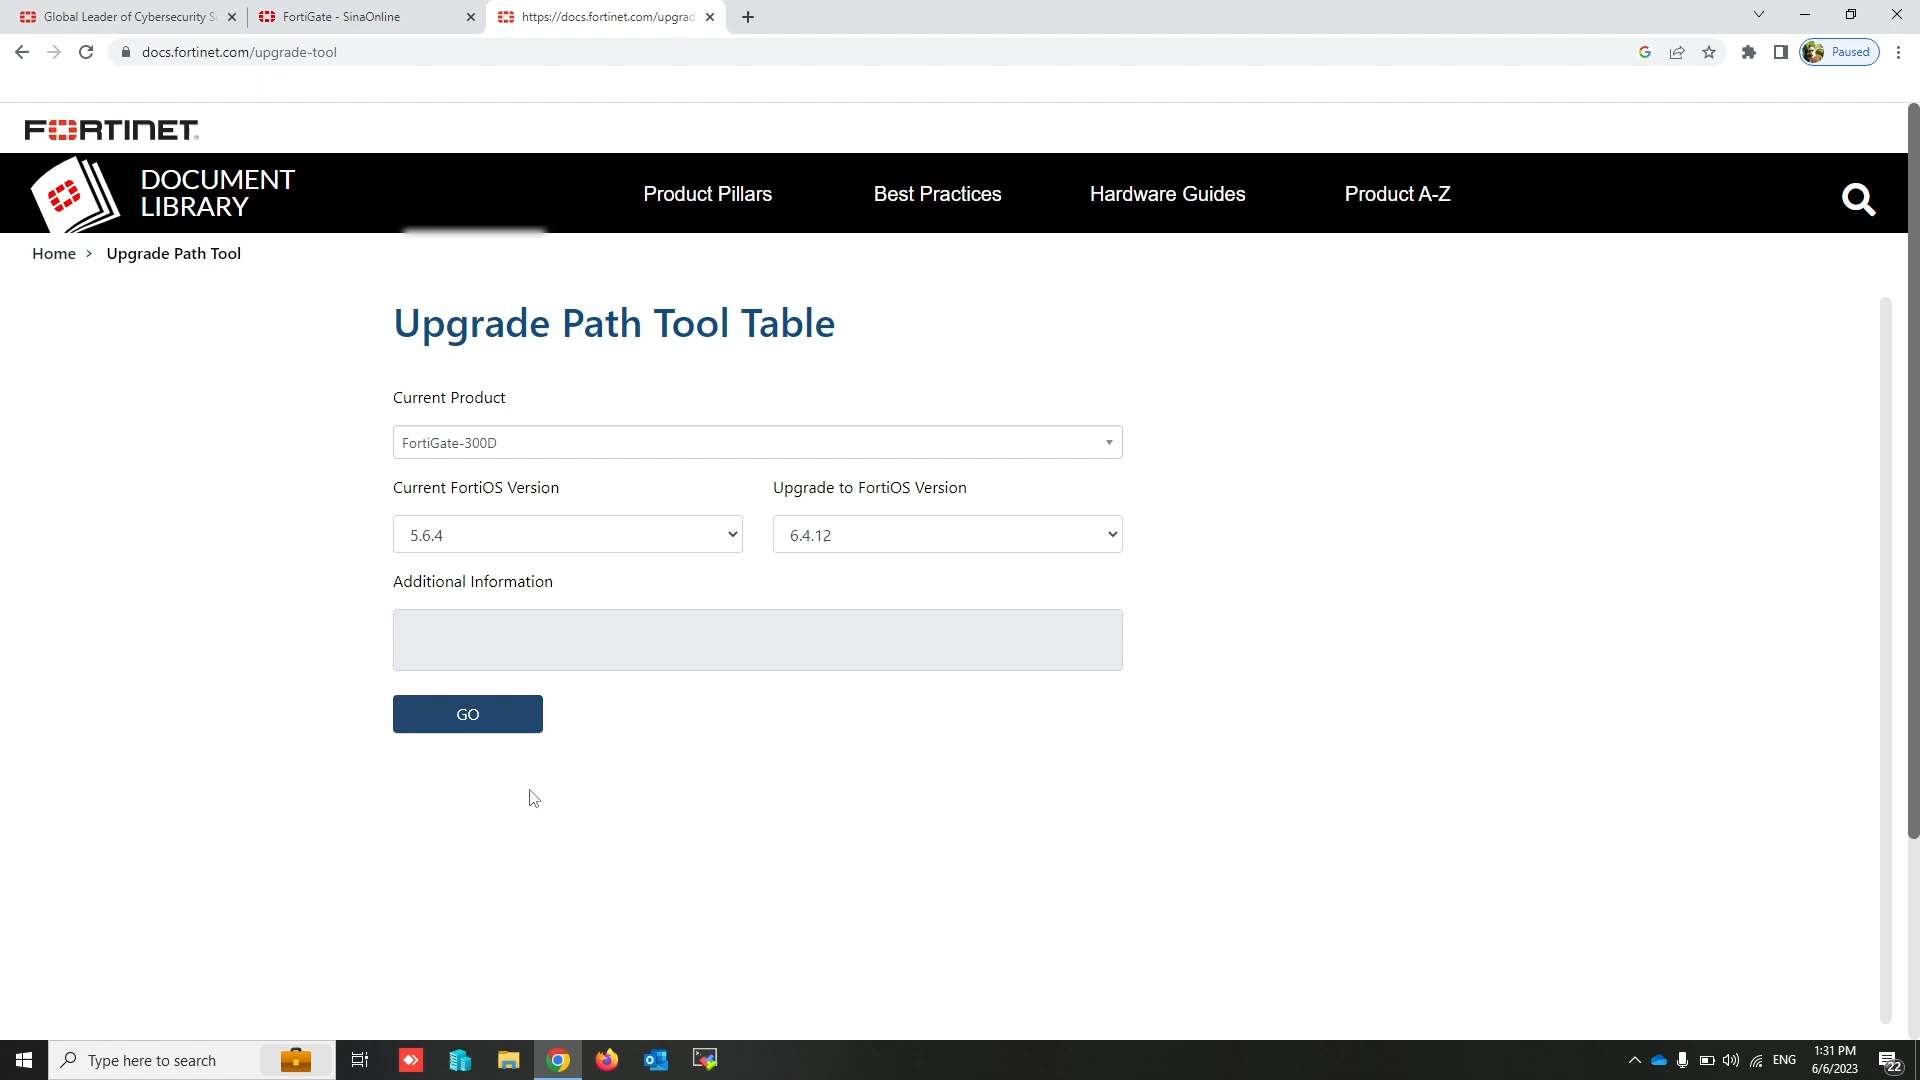 Global Leader of Cybersecurity So
FortiGate - SinaOnline
https://docs.fortinet.com/upgrad
docs.fortinet.com/upgrade-tool
Paused
FORTINET
DOCUMENT
LIBRARY
Product Pillars
Best Practices
Hardware Guides
Product A-Z
Home > Upgrade Path Tool
Upgrade Path Tool Table
Current Product
FortiGate-300D
Current FortiOS Version
Upgrade to FortiOS Version
5.6.4
6.4.12
Additional Information
GO
Type here to search
ENG
1:31 PM
6/6/2023
22